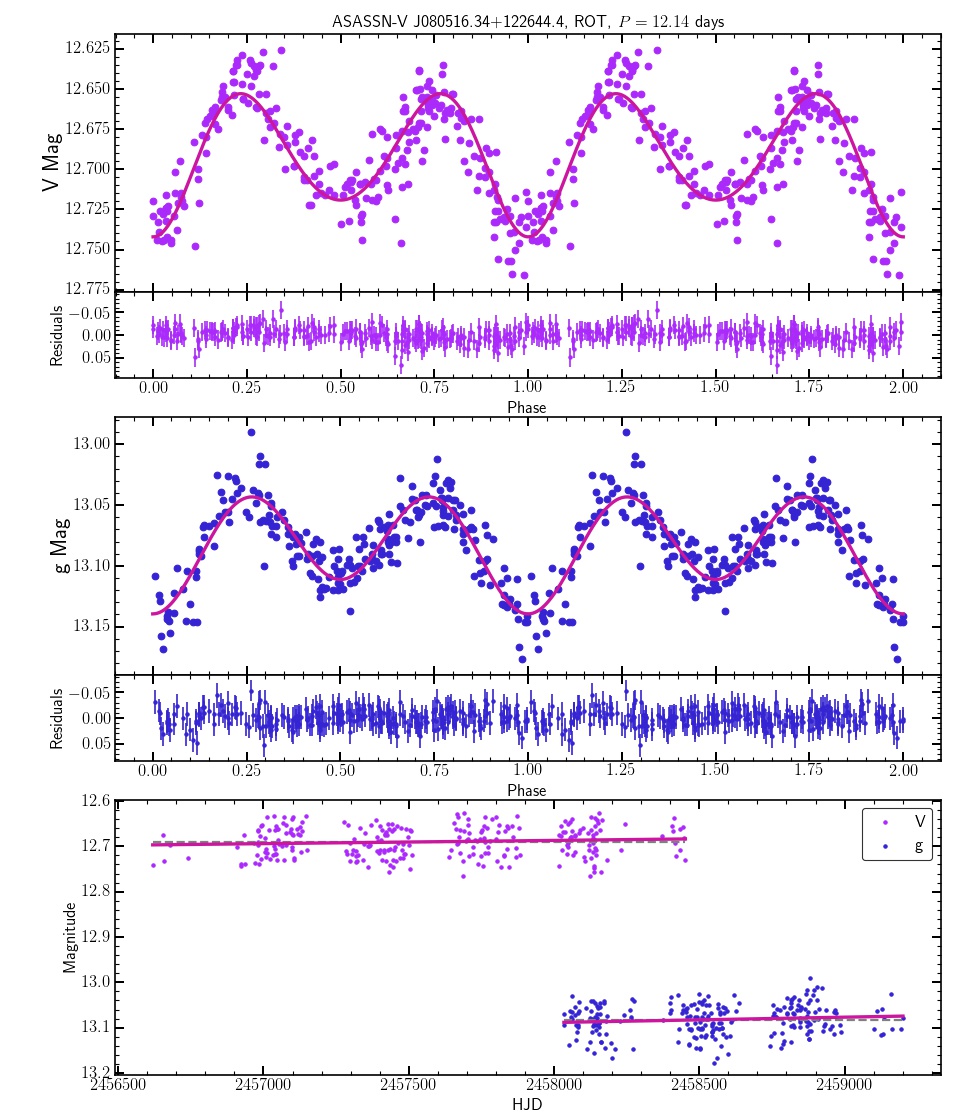 ASASSN-V J080516.34+122644.4, ROT, P = 12.14 days
V Mag
12.625
12.650
12.675
12.700
12.725
12.750
12.775
Residuals
−0.05
0.00
0.05
0.00 0.25 0.50 0.75 1.00 1.25 1.50 1.75 2.00
Phase
g Mag
13.00
13.05
13.10
13.15
Residuals
−0.05
0.00
0.05
0.00 0.25 0.50 0.75 1.00 1.25 1.50 1.75 2.00
Phase
Magnitude
12.6
12.7
12.8
12.9
13.0
13.1
13.2
V
g
2456500 2457000 2457500 2458000 2458500 2459000
HJD